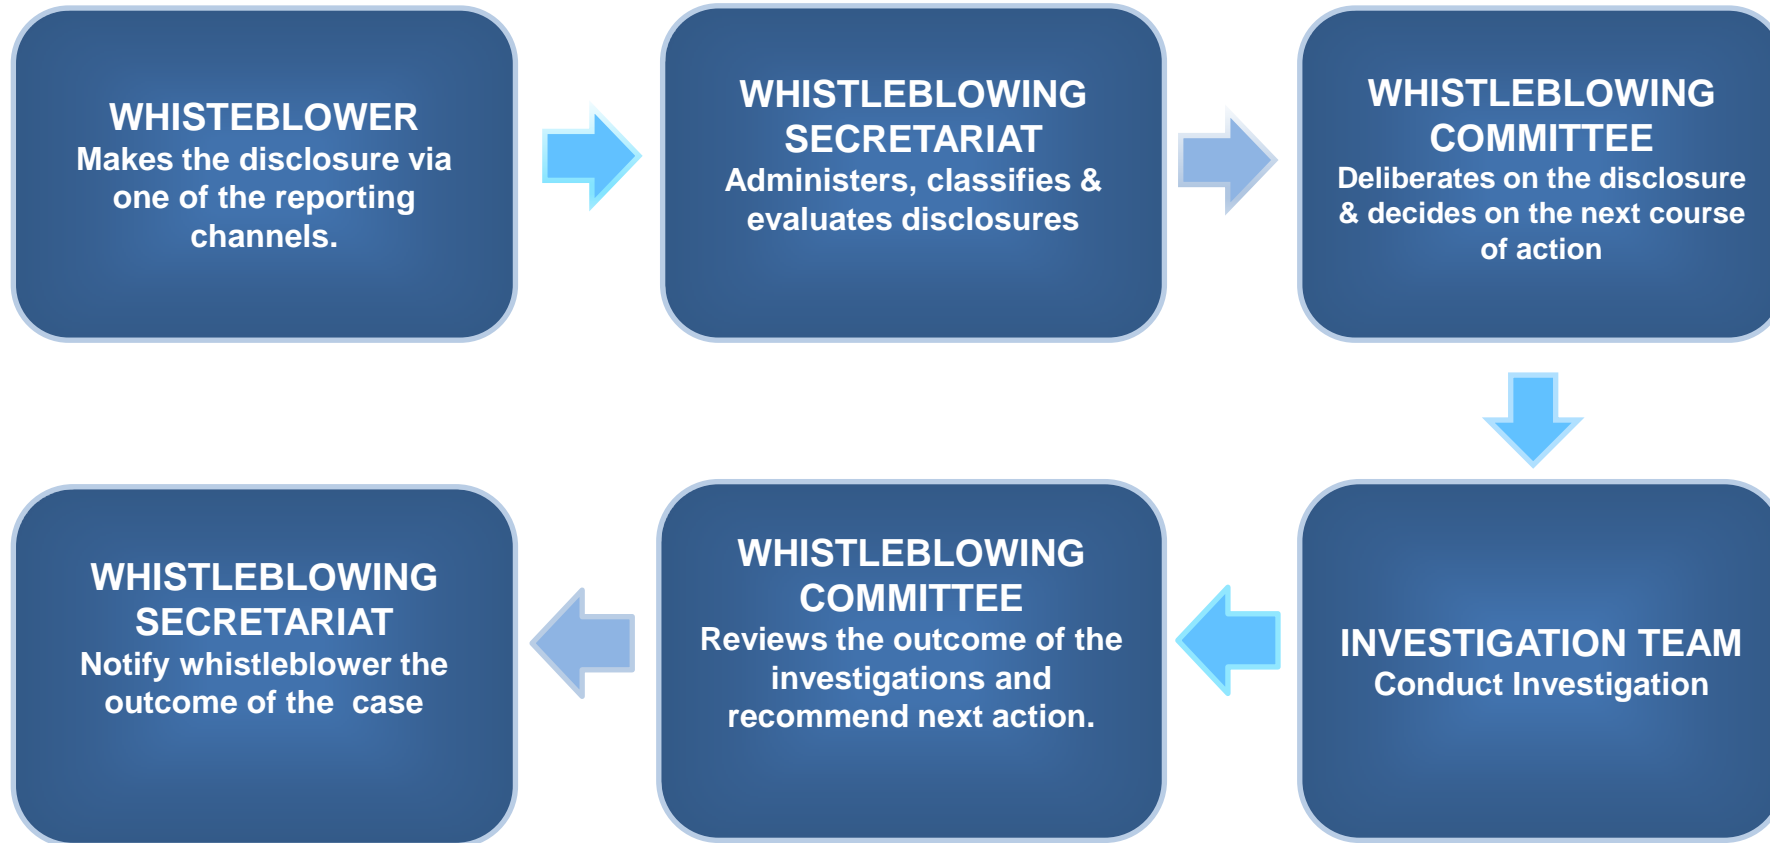 WHISTEBLOWER
Makes the disclosure via
one of the reporting
channels.
WHISTLEBLOWING
SECRETARIAT
Administers, classifies &
evaluates disclosures
WHISTLEBLOWING
COMMITTEE
Deliberates on the disclosure
& decides on the next course
of action
INVESTIGATION TEAM
Conduct Investigation
WHISTLEBLOWING
COMMITTEE
Reviews the outcome of the
investigations and
recommend next action.
WHISTLEBLOWING
SECRETARIAT
Notify whistleblower the
outcome of the  case